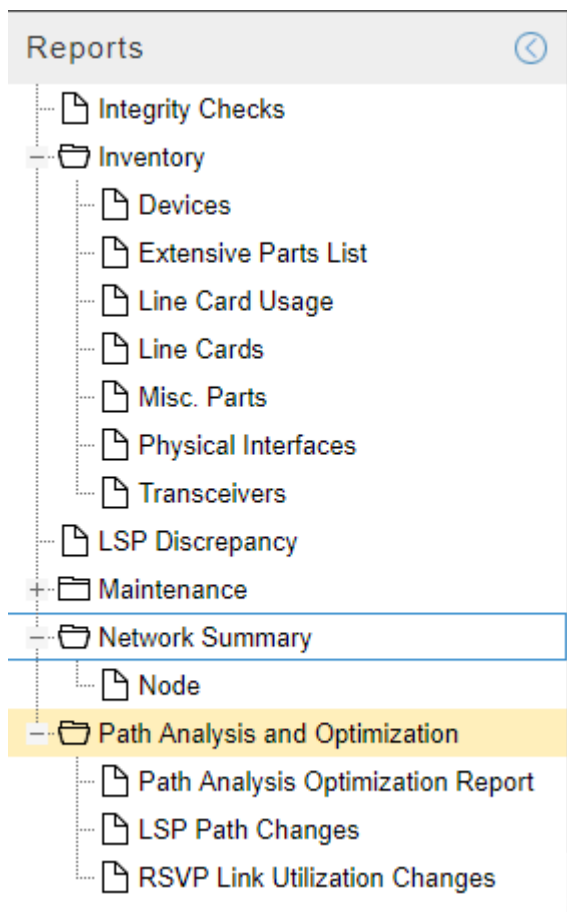 Reports
Integrity Checks
Inventory
Devices
Extensive Parts List
Line Card Usage
Line Cards
Misc. Parts
Physical Interfaces
Transceivers
LSP Discrepancy
Maintenance
Network Summary
Node
Path Analysis and Optimization
Path Analysis Optimization Report
LSP Path Changes
RSVP Link Utilization Changes